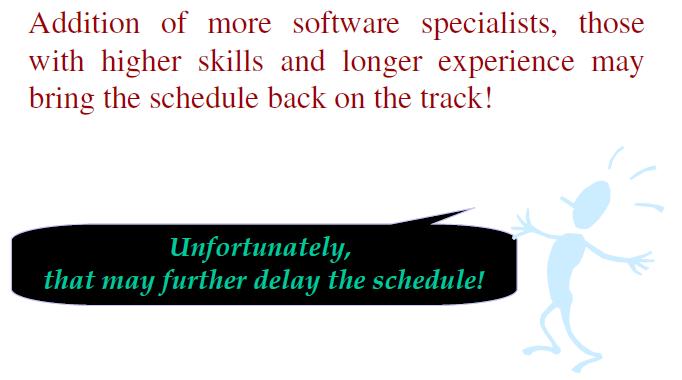 Addition of more software specialists, those
with higher skills and longer experience may
bring the schedule back on the track!
Unfortunately,
that may further delay the schedule!